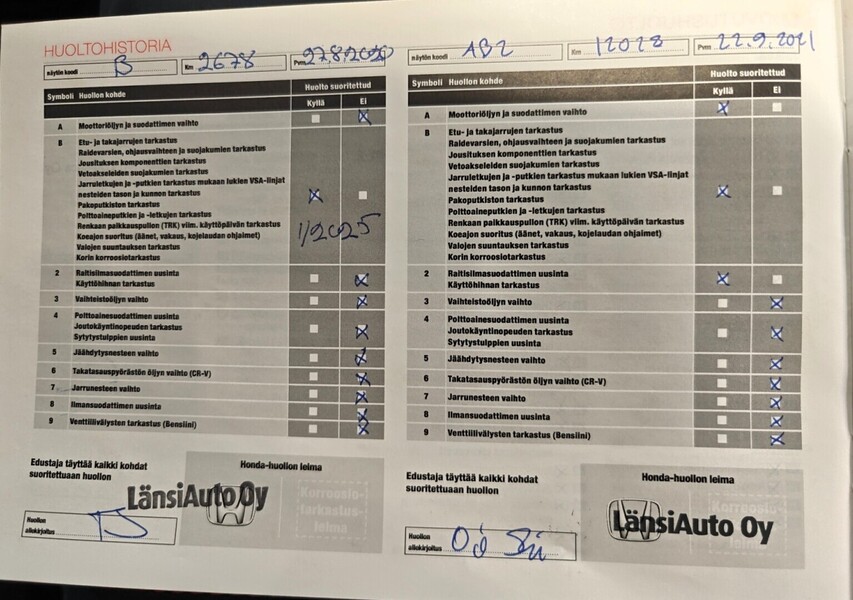 HUOLTOHISTORIA
näytön koodi B Km 2678 Pvm 27.8.2020
Symboli Huollon kohde Huolto suoritettud
Kyllä Ei
A Moottoriöljyn ja suodattimen vaihto
B Etu- ja takajarrujen tarkastus
Raidevarsien, ohjausvaihteen ja suojakumien tarkastus
Jousituksen komponenttien tarkastus
Vetoakseleiden suojakumien tarkastus
Jarruletkujen ja -putkien tarkastus mukaan lukien VSA-linjat
nesteiden tason ja kunnon tarkastus
Pakoputkiston tarkastus
Polttoaineputkien ja -letkujen tarkastus
Renkaan paikkauspullon (TRK) viim. käyttöpäivän tarkastus 1/2025
Koeajon suoritus (äänet, vakaus, kojelaudan ohjaimet)
Valojen suuntauksen tarkastus
Korin korroosiotarkastus
2 Raitisilmasuodattimen uusinta
Käyttöhihnan tarkastus
3 Vaihteistoöljyn vaihto
4 Polttoainesuodattimen uusinta
Joutokäyntinopeuden tarkastus
Sytytystulppien uusinta
5 Jäähdytysnesteen vaihto
6 Takatasauspyörästön öljyn vaihto (CR-V)
7 Jarrunesteen vaihto
8 Ilmansuodattimen uusinta
9 Venttiilivälysten tarkastus (Bensiini)
Edustaja täyttää kaikki kohdat
suoritettuaan huollon
Honda-huollon leima
LänsiAuto Oy
Korroosio-
tarkastus-
leima
Huollon
allekirjoitus
näytön koodi AB2 Km 12028 Pvm 22.9.2021
Symboli Huollon kohde Huolto suoritettud
Kyllä Ei
A Moottoriöljyn ja suodattimen vaihto
B Etu- ja takajarrujen tarkastus
Raidevarsien, ohjausvaihteen ja suojakumien tarkastus
Jousituksen komponenttien tarkastus
Vetoakseleiden suojakumien tarkastus
Jarruletkujen ja -putkien tarkastus mukaan lukien VSA-linjat
nesteiden tason ja kunnon tarkastus
Pakoputkiston tarkastus
Polttoaineputkien ja -letkujen tarkastus
Renkaan paikkauspullon (TRK) viim. käyttöpäivän tarkastus
Koeajon suoritus (äänet, vakaus, kojelaudan ohjaimet)
Valojen suuntauksen tarkastus
Korin korroosiotarkastus
2 Raitisilmasuodattimen uusinta
Käyttöhihnan tarkastus
3 Vaihteistoöljyn vaihto
4 Polttoainesuodattimen uusinta
Joutokäyntinopeuden tarkastus
Sytytystulppien uusinta
5 Jäähdytysnesteen vaihto
6 Takatasauspyörästön öljyn vaihto (CR-V)
7 Jarrunesteen vaihto
8 Ilmansuodattimen uusinta
9 Venttiilivälysten tarkastus (Bensiini)
Edustaja täyttää kaikki kohdat
suoritettuaan huollon
Honda-huollon leima
LänsiAuto Oy
Huollon
allekirjoitus